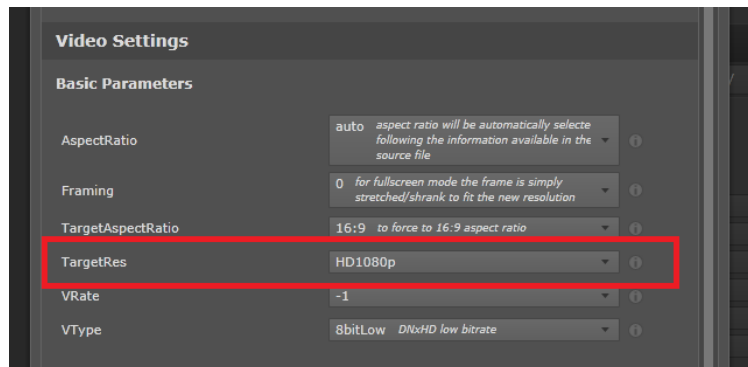 Video Settings
Basic Parameters
AspectRatio
auto aspect ratio will be automatically selecte
following the information available in the
source file
Framing
0 for fullscreen mode the frame is simply
stretched/shrank to fit the new resolution
TargetAspectRatio 16:9 to force to 16:9 aspect ratio
TargetRes HD1080p
VRate -1
VType 8bitLow DNxHD low bitrate